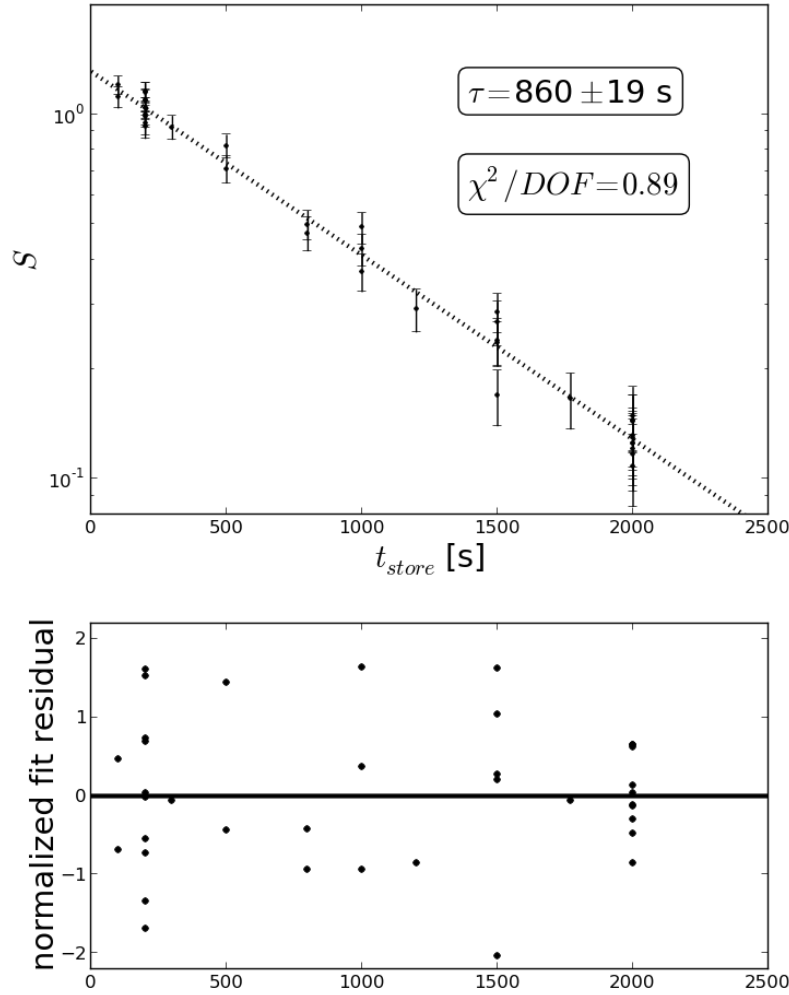 10⁰
τ=860 ±19 s
χ²/DOF=0.89
S
10⁻¹
0 500 1000 1500 2000 2500
t_store [s]
2
1
0
−1
−2
normalized fit residual
0 500 1000 1500 2000 2500